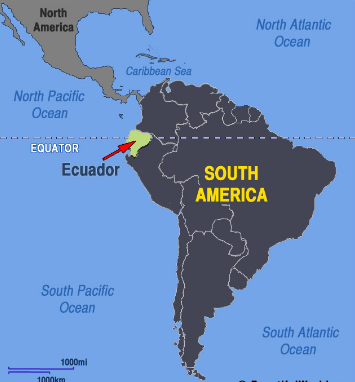 North
America
North Atlantic
Ocean
Caribbean Sea
North Pacific
Ocean
EQUATOR
Ecuador
SOUTH
AMERICA
South Pacific
Ocean
South Atlantic
Ocean
1000mi
1000km